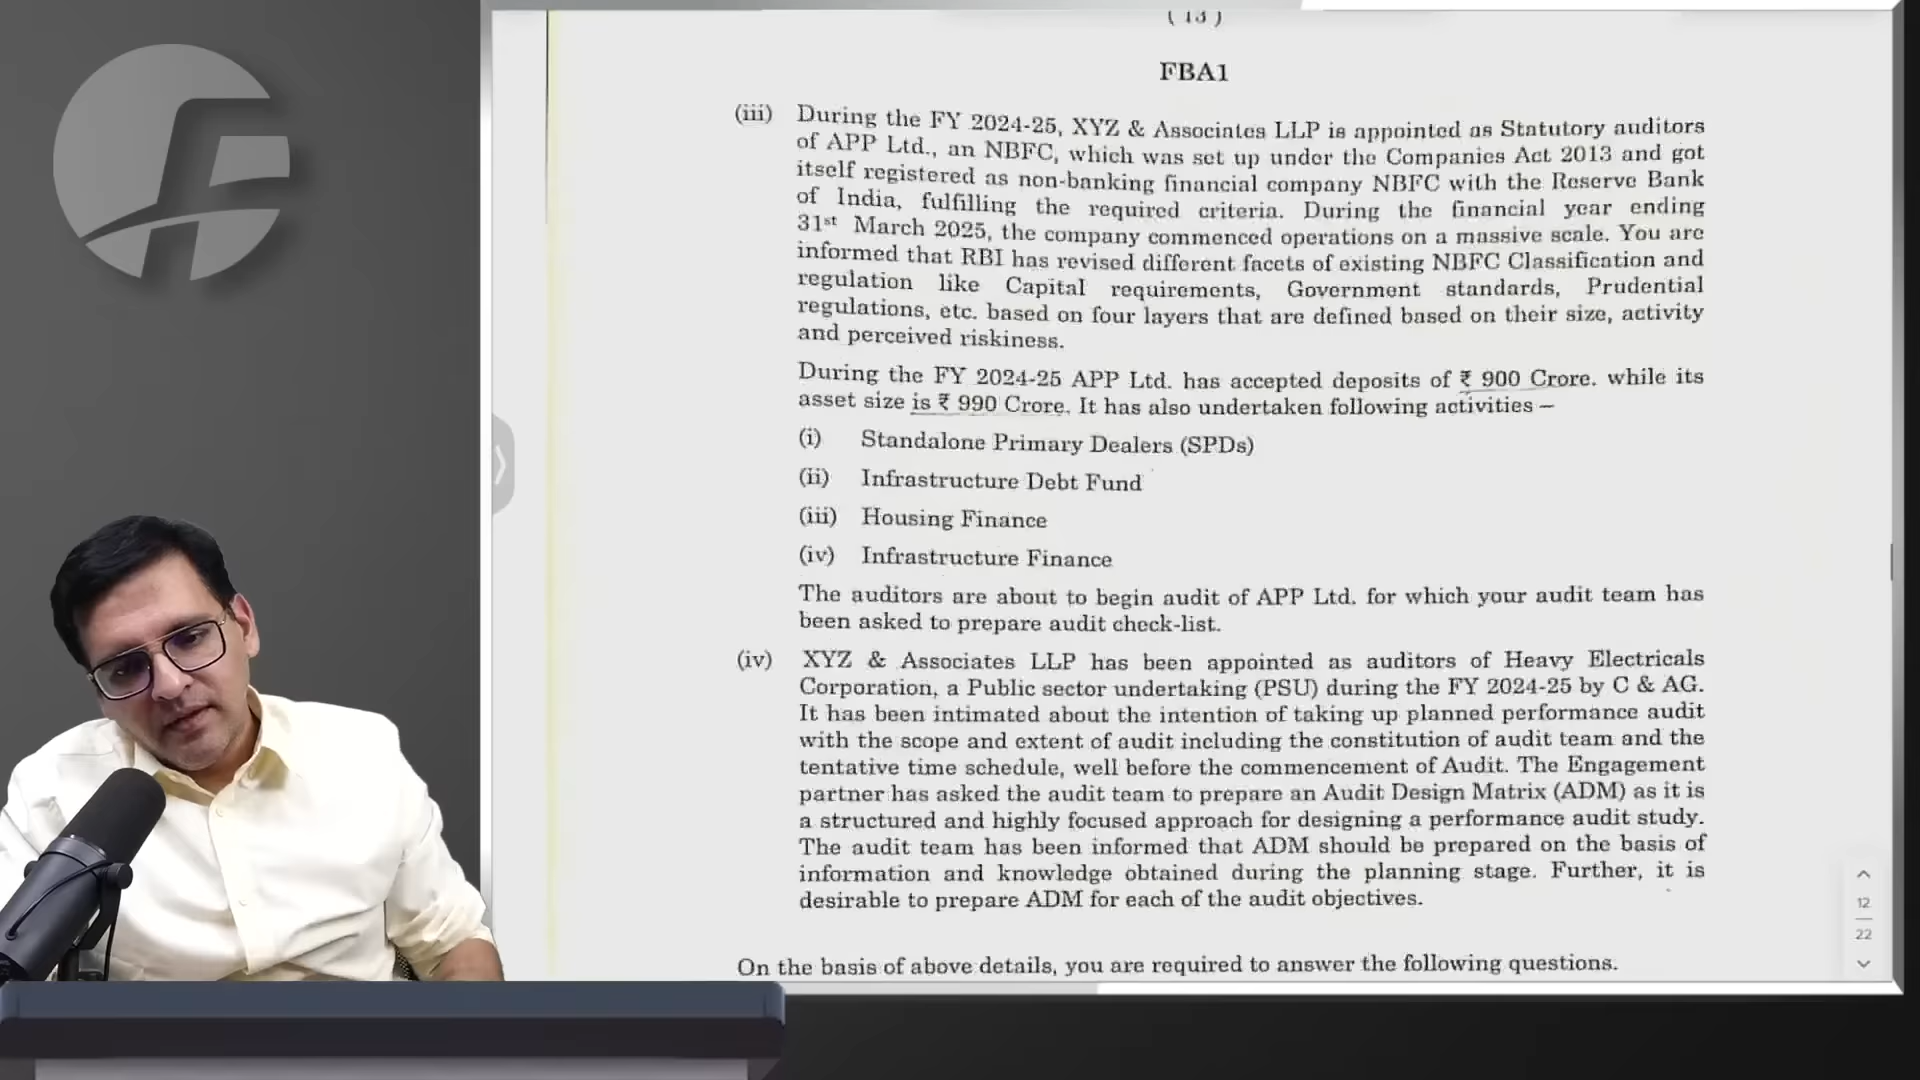 ( 13 )
FBA1
(iii) During the FY 2024-25, XYZ & Associates LLP is appointed as Statutory auditors
of APP Ltd., an NBFC, which was set up under the Companies Act 2013 and got
itself registered as non-banking financial company NBFC with the Reserve Bank
of India, fulfilling the required criteria. During the financial year ending
31st March 2025, the company commenced operations on a massive scale. You are
informed that RBI has revised different facets of existing NBFC Classification and
regulation like Capital requirements, Government standards, Prudential
regulations, etc. based on four layers that are defined based on their size, activity
and perceived riskiness.
During the FY 2024-25 APP Ltd. has accepted deposits of ₹ 900 Crore. while its
asset size is ₹ 990 Crore. It has also undertaken following activities –
(i) Standalone Primary Dealers (SPDs)
(ii) Infrastructure Debt Fund
(iii) Housing Finance
(iv) Infrastructure Finance
The auditors are about to begin audit of APP Ltd. for which your audit team has
been asked to prepare audit check-list.
(iv) XYZ & Associates LLP has been appointed as auditors of Heavy Electricals
Corporation, a Public sector undertaking (PSU) during the FY 2024-25 by C & AG.
It has been intimated about the intention of taking up planned performance audit
with the scope and extent of audit including the constitution of audit team and the
tentative time schedule, well before the commencement of Audit. The Engagement
partner has asked the audit team to prepare an Audit Design Matrix (ADM) as it is
a structured and highly focused approach for designing a performance audit study.
The audit team has been informed that ADM should be prepared on the basis of
information and knowledge obtained during the planning stage. Further, it is
desirable to prepare ADM for each of the audit objectives.
On the basis of above details, you are required to answer the following questions.
12
22